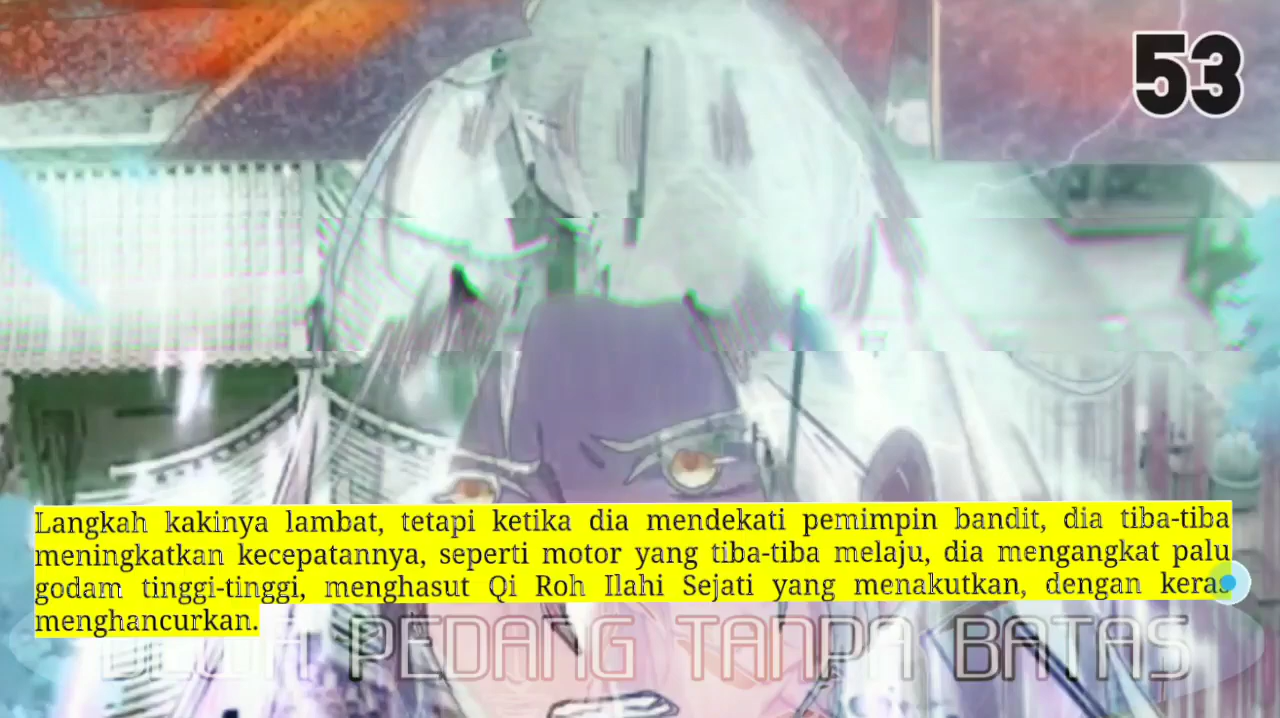 53
Langkah kakinya lambat, tetapi ketika dia mendekati pemimpin bandit, dia tiba-tiba
meningkatkan kecepatannya, seperti motor yang tiba-tiba melaju, dia mengangkat palu
godam tinggi-tinggi, menghasut Qi Roh Ilahi Sejati yang menakutkan, dengan keras
menghancurkan.
DEWA PEDANG TANPA BATAS